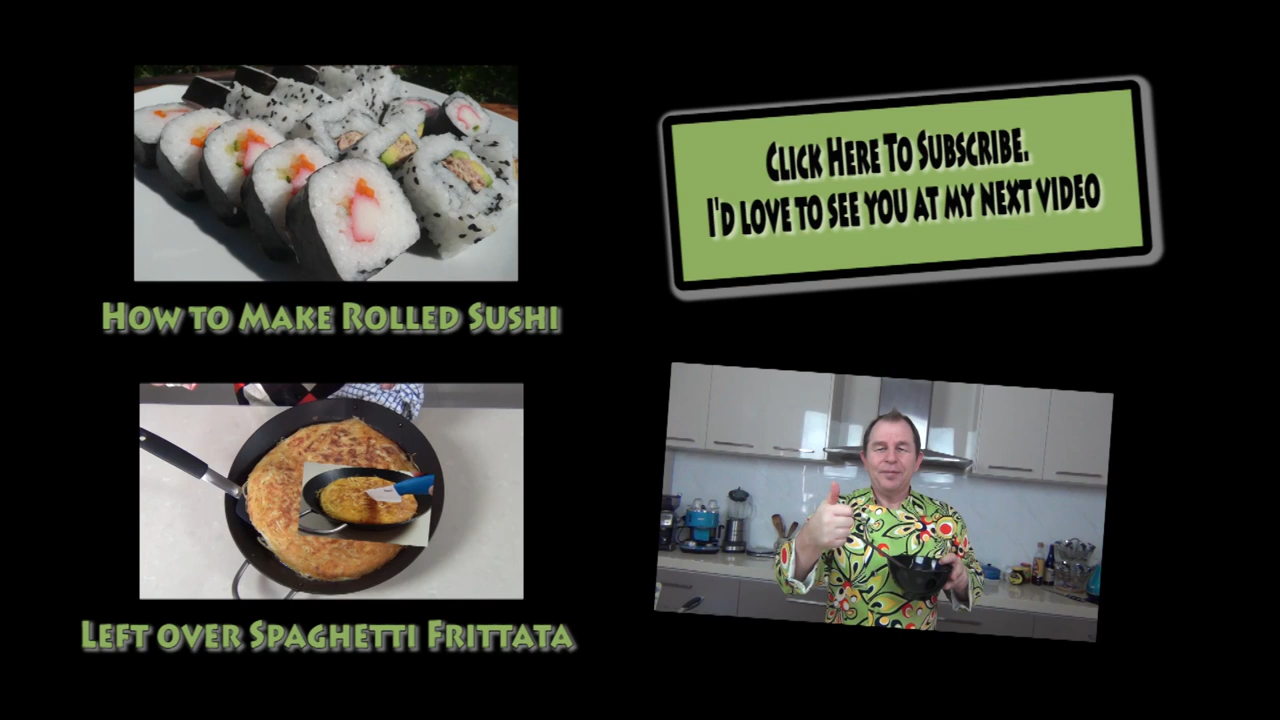 How to Make Rolled Sushi
Click Here To Subscribe.
I'd love to see you at my next video
Left over Spaghetti Frittata